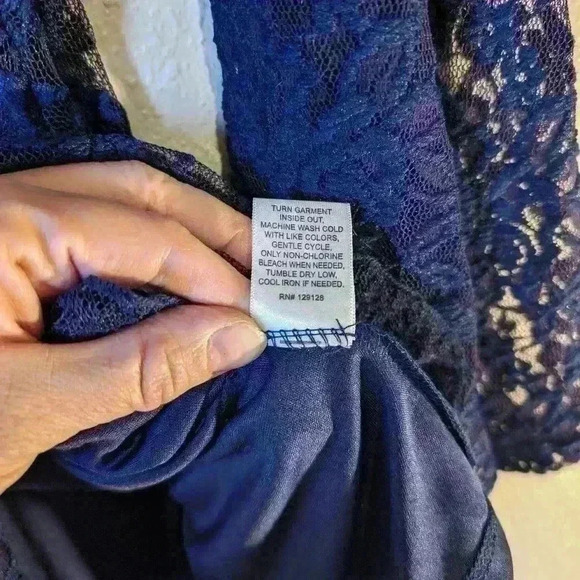 TURN GARMENT
INSIDE OUT,
MACHINE WASH COLD
WITH LIKE COLORS,
GENTLE CYCLE,
ONLY NON-CHLORINE
BLEACH WHEN NEEDED,
TUMBLE DRY LOW,
COOL IRON IF NEEDED.
RN# 129128